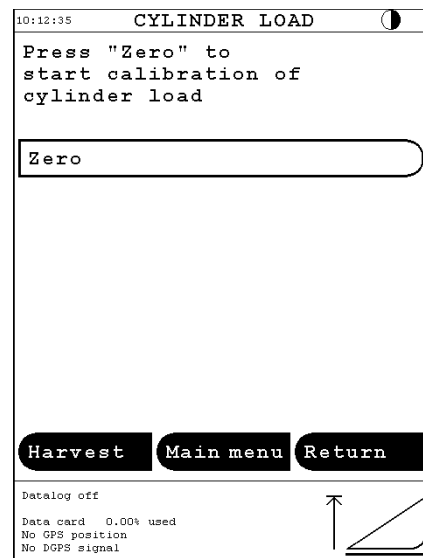 10:12:35 CYLINDER LOAD
Press "Zero" to
start calibration of
cylinder load
Zero
Harvest Main menu Return
Datalog off
Data card 0.00% used
No GPS position
No DGPS signal